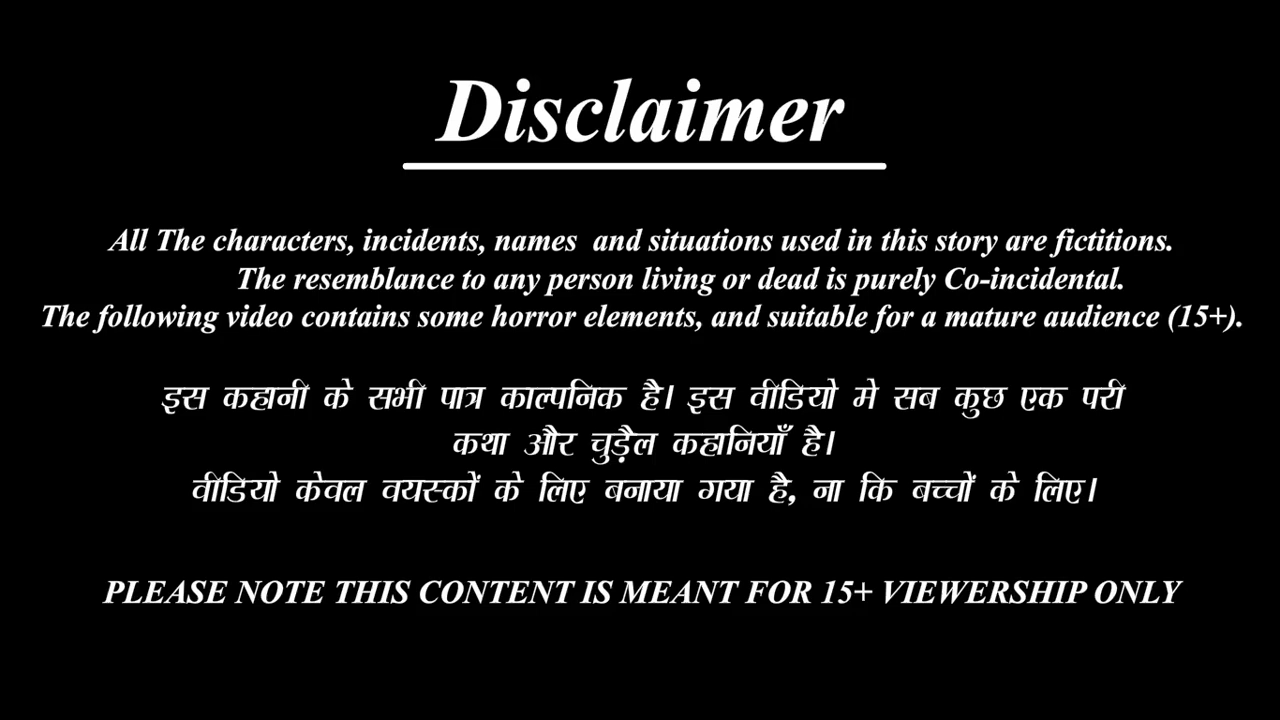 Disclaimer
All The characters, incidents, names and situations used in this story are fictitions.
The resemblance to any person living or dead is purely Co-incidental.
The following video contains some horror elements, and suitable for a mature audience (15+).
इस कहानी के सभी पात्र काल्पनिक है। इस वीडियो मे सब कुछ एक परी
कथा और चुड़ैल कहानियाँ है।
वीडियो केवल वयस्कों के लिए बनाया गया है, ना कि बच्चों के लिए।
PLEASE NOTE THIS CONTENT IS MEANT FOR 15+ VIEWERSHIP ONLY